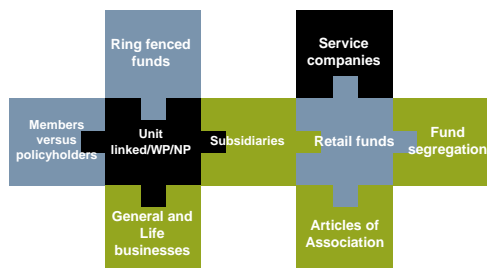 Ring fenced
funds
Service
companies
Members
versus
policyholders
Unit
linked/WP/NP
Subsidiaries
Retail funds
Fund
segregation
General and
Life
businesses
Articles of
Association